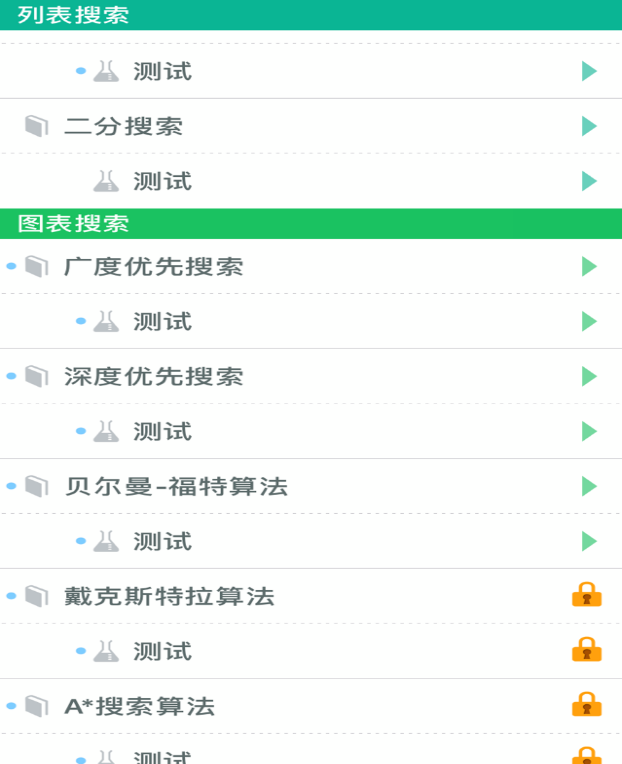 列表搜索
测试
二分搜索
测试
图表搜索
广度优先搜索
测试
深度优先搜索
测试
贝尔曼-福特算法
测试
戴克斯特拉算法
测试
A*搜索算法
测试